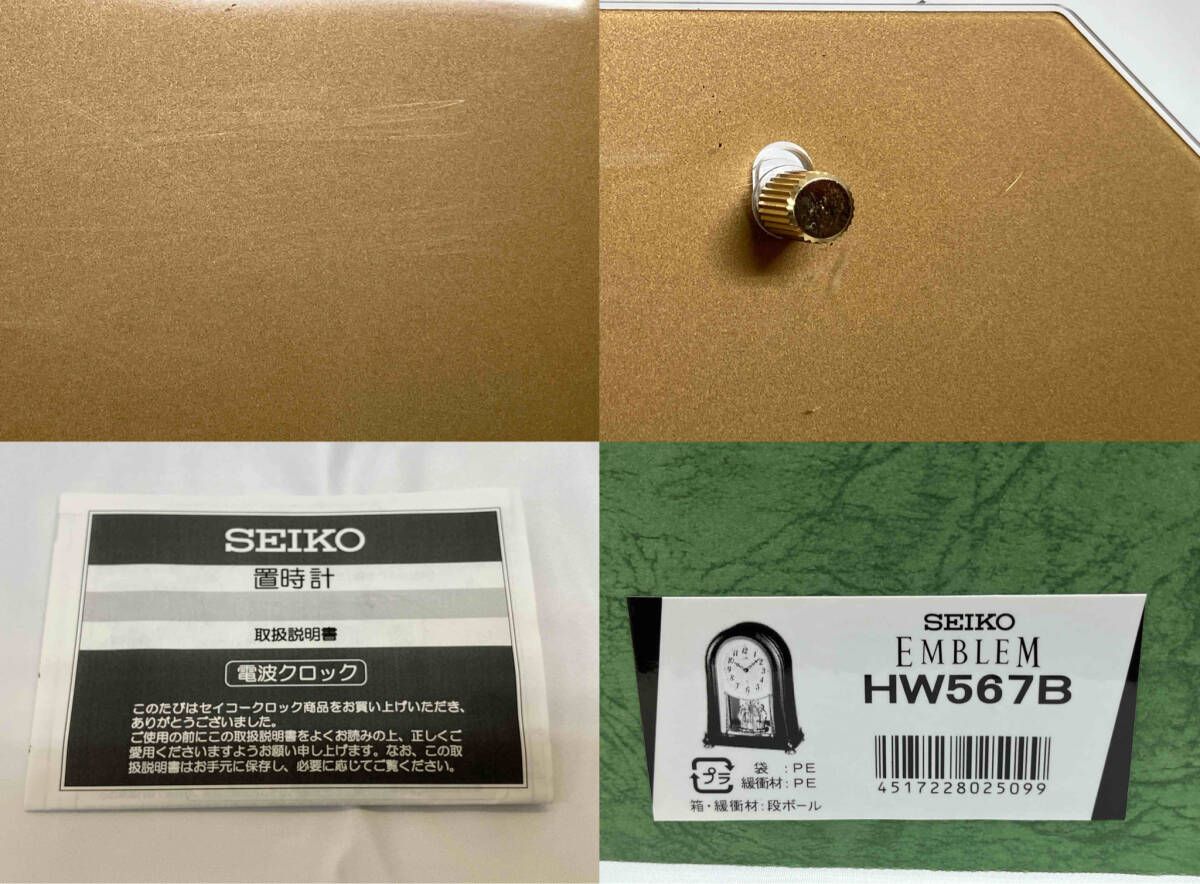 SEIKO
置時計
取扱説明書
電波クロック
このたびはセイコークロック商品をお買い上げいただき、
ありがとうございました。
ご使用の前にこの取扱説明書をよくお読みの上、正しくご
愛用くださいますようお願い申し上げます。なお、この取
扱説明書はお手元に保存し、必要に応じてご覧ください。
SEIKO
EMBLEM
HW567B
プラ
袋 : PE
緩衝材 : PE
箱・緩衝材 : 段ボール
4517228025099